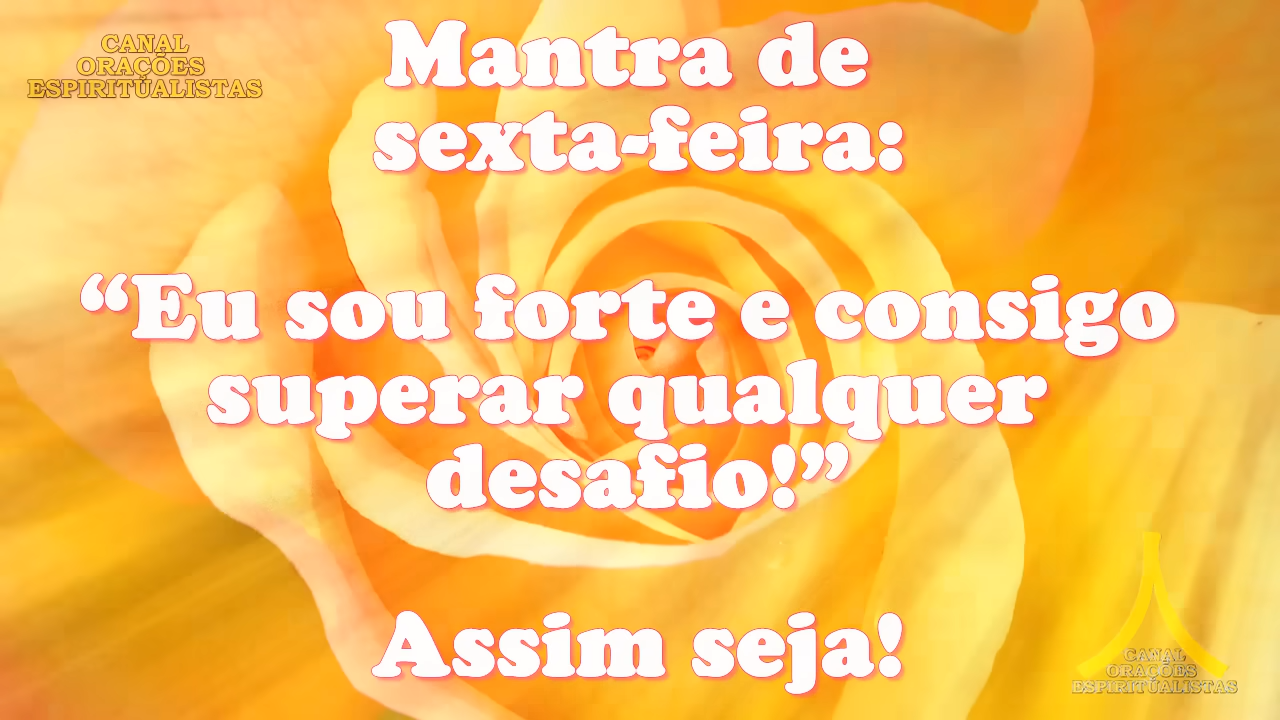 CANAL
ORAÇÕES
ESPIRITUALISTAS
Mantra de
sexta-feira:
“Eu sou forte e consigo
superar qualquer
desafio!”
Assim seja!
CANAL
ORAÇÕES
ESPIRITUALISTAS